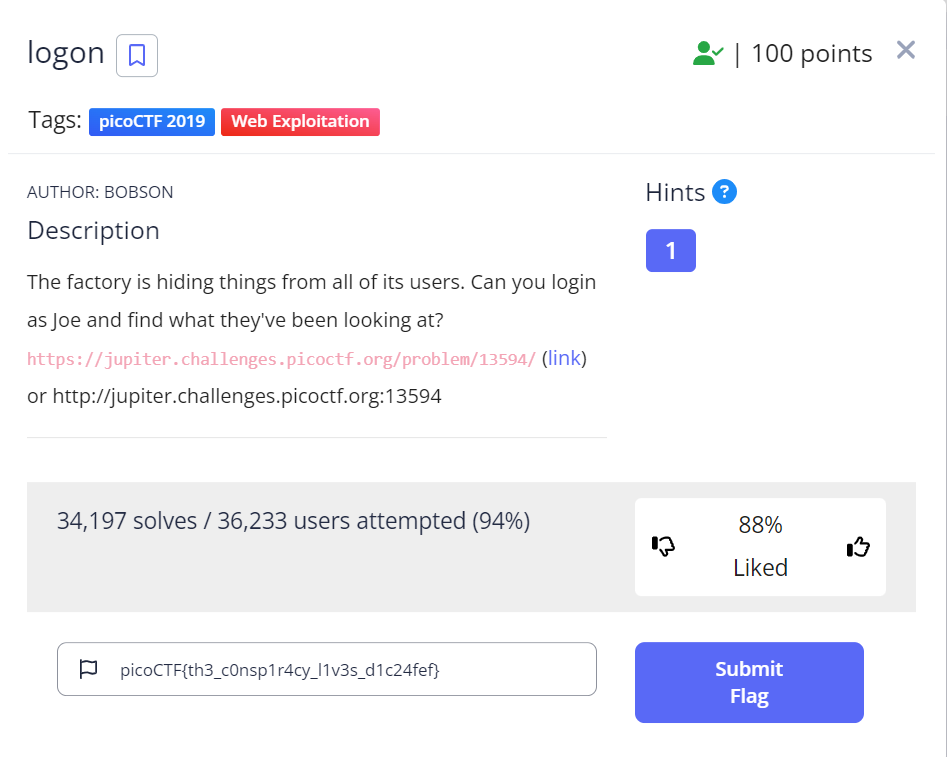 logon
| 100 points
Tags: picoCTF 2019 Web Exploitation
AUTHOR: BOBSON
Description
The factory is hiding things from all of its users. Can you login
as Joe and find what they've been looking at?
https://jupiter.challenges.picoctf.org/problem/13594/ (link)
or http://jupiter.challenges.picoctf.org:13594
Hints ?
1
34,197 solves / 36,233 users attempted (94%)
88%
Liked
picoCTF{th3_c0nsp1r4cy_l1v3s_d1c24fef}
Submit
Flag